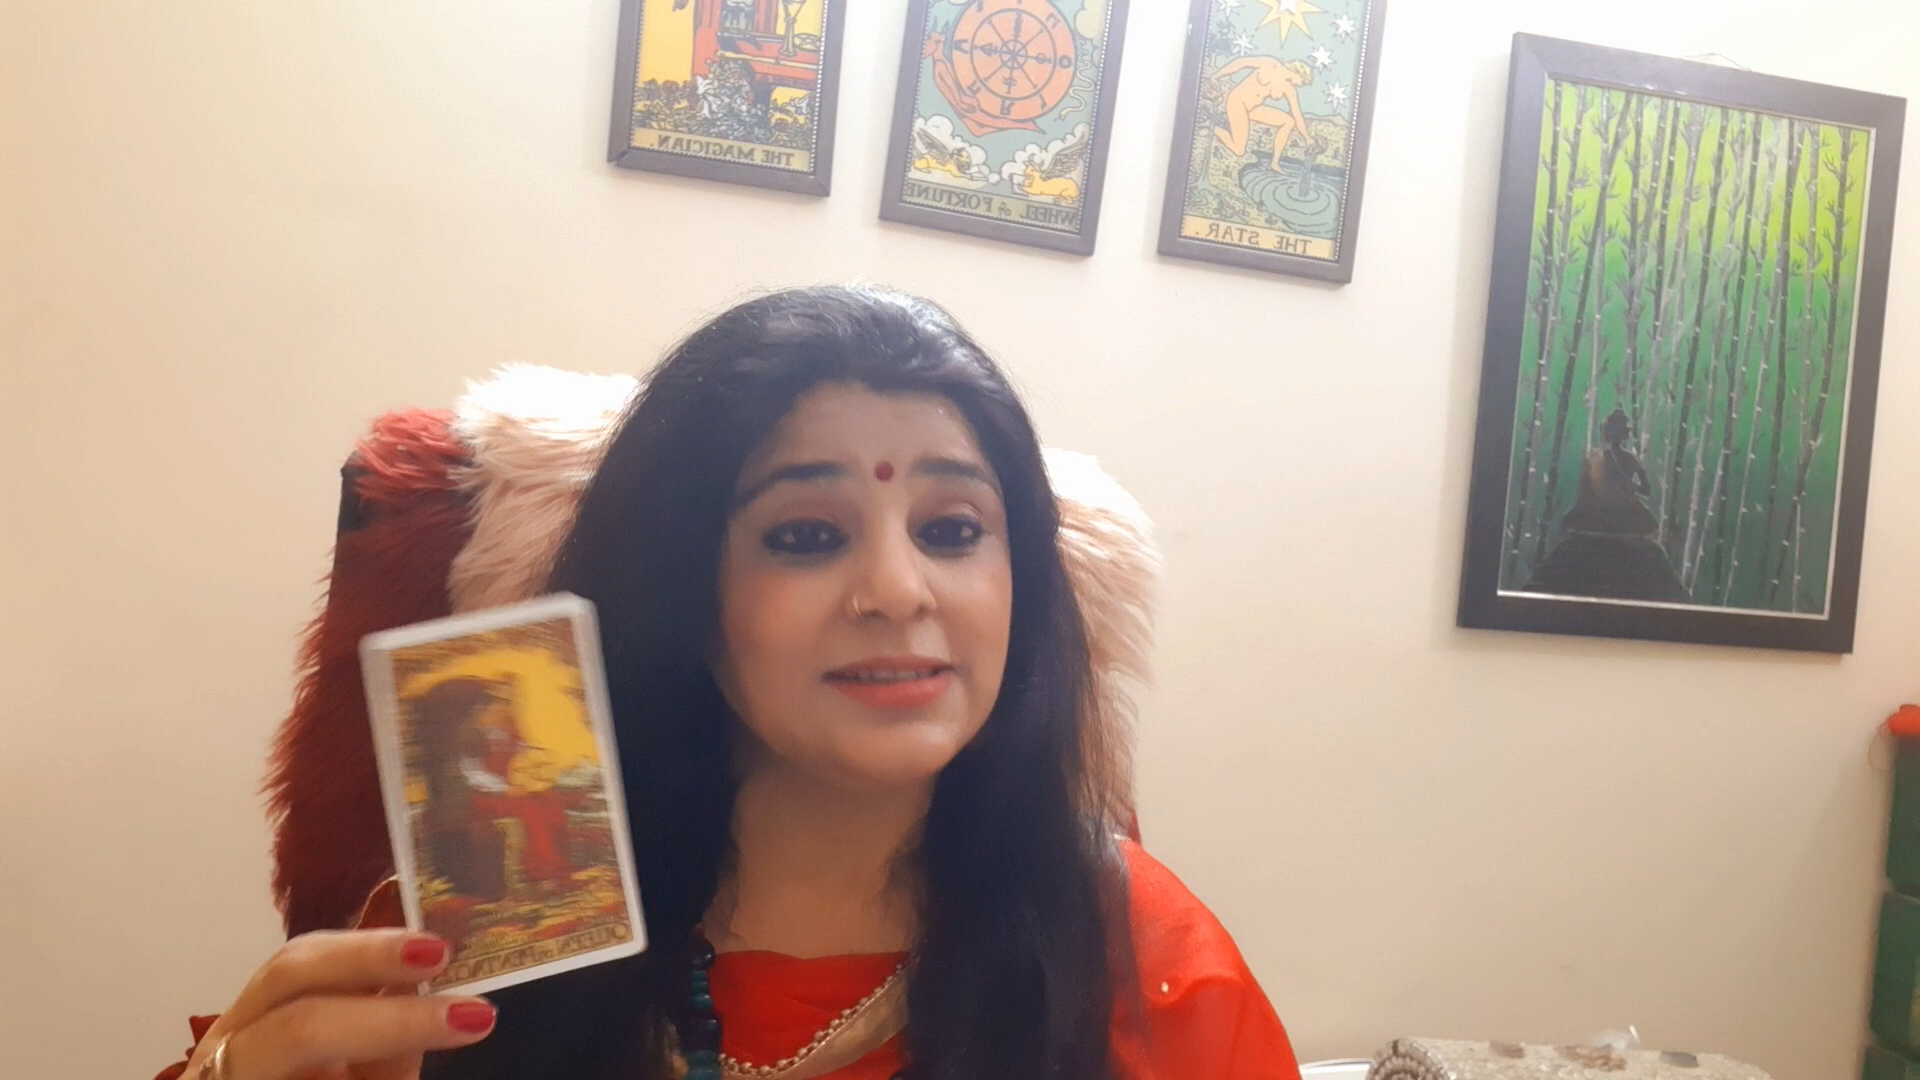 THE MAGICIAN.
WHEEL of FORTUNE
THE STAR.
QUEEN of PENTACLES